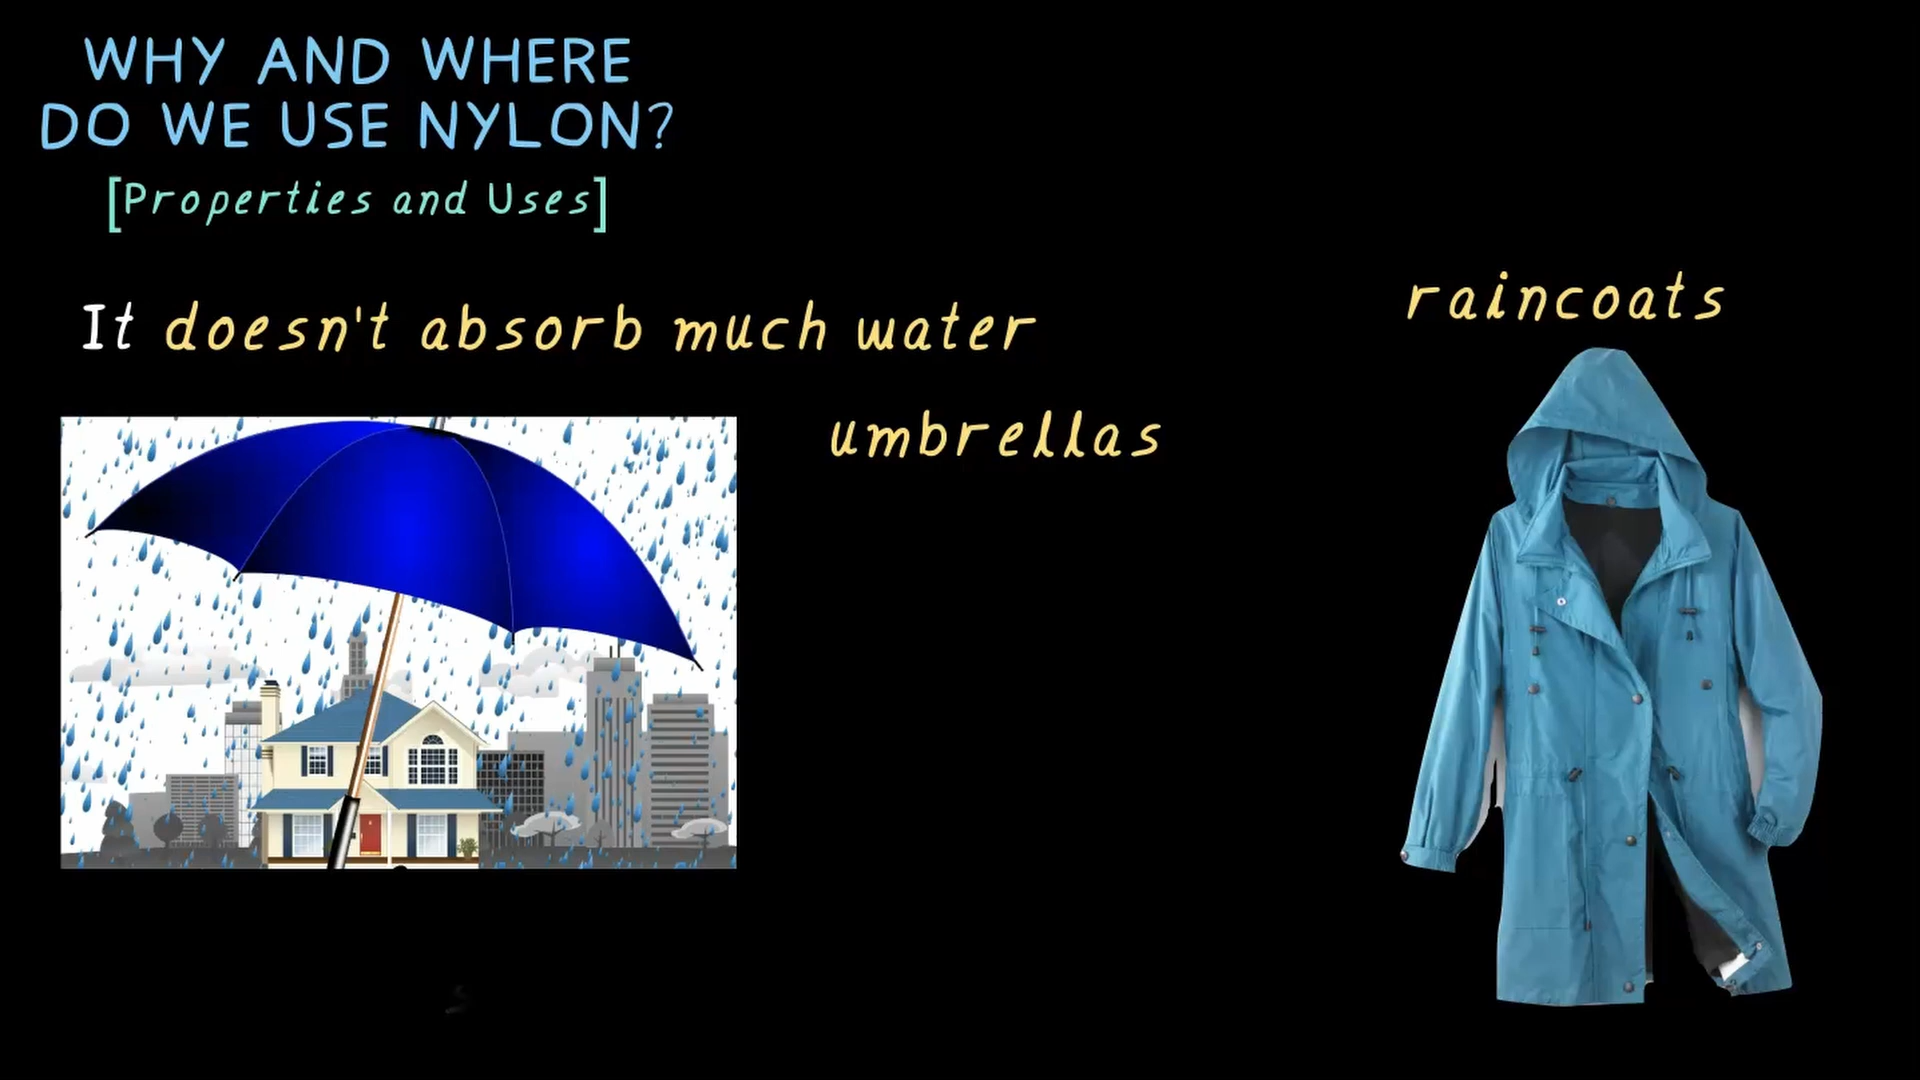 WHY AND WHERE
DO WE USE NYLON?
[Properties and Uses]
It doesn't absorb much water
raincoats
umbrellas